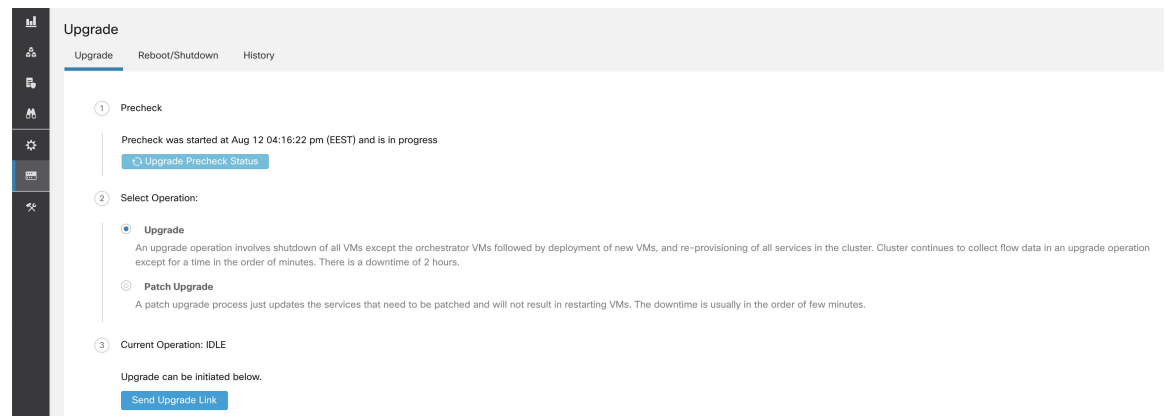 Upgrade
Upgrade Reboot/Shutdown History
1 Precheck
Precheck was started at Aug 12 04:16:22 pm (EEST) and is in progress
Upgrade Precheck Status
2 Select Operation:
Upgrade
An upgrade operation involves shutdown of all VMs except the orchestrator VMs followed by deployment of new VMs, and re-provisioning of all services in the cluster. Cluster continues to collect flow data in an upgrade operation
except for a time in the order of minutes. There is a downtime of 2 hours.
Patch Upgrade
A patch upgrade process just updates the services that need to be patched and will not result in restarting VMs. The downtime is usually in the order of few minutes.
3 Current Operation: IDLE
Upgrade can be initiated below.
Send Upgrade Link